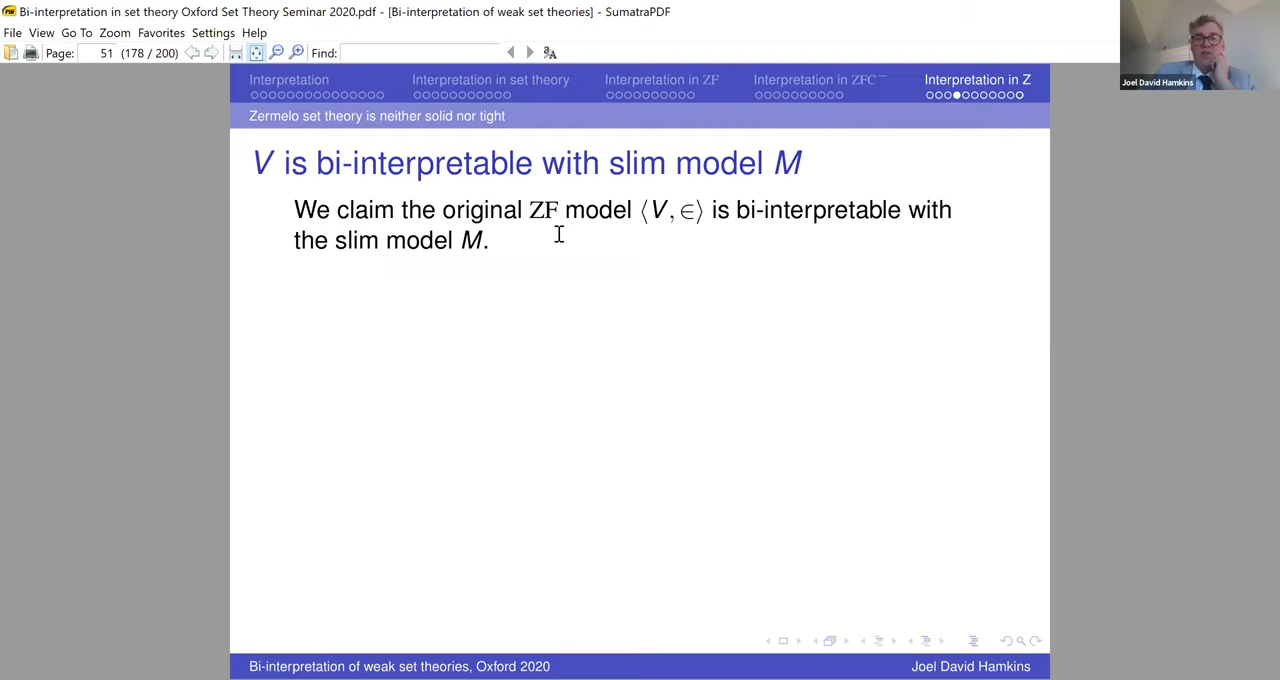 Bi-interpretation in set theory Oxford Set Theory Seminar 2020.pdf - [Bi-interpretation of weak set theories] - SumatraPDF
File View Go To Zoom Favorites Settings Help
Page: 51 (178 / 200) Find:
Joel David Hamkins
Interpretation Interpretation in set theory Interpretation in ZF Interpretation in ZFC⁻ Interpretation in Z
Zermelo set theory is neither solid nor tight
V is bi-interpretable with slim model M
We claim the original ZF model ⟨V, ∈⟩ is bi-interpretable with
the slim model M.
Bi-interpretation of weak set theories, Oxford 2020 Joel David Hamkins